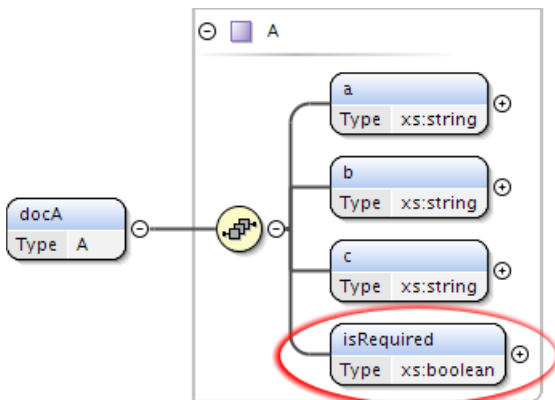 A
a
Type xs:string
b
Type xs:string
docA
Type A
c
Type xs:string
isRequired
Type xs:boolean